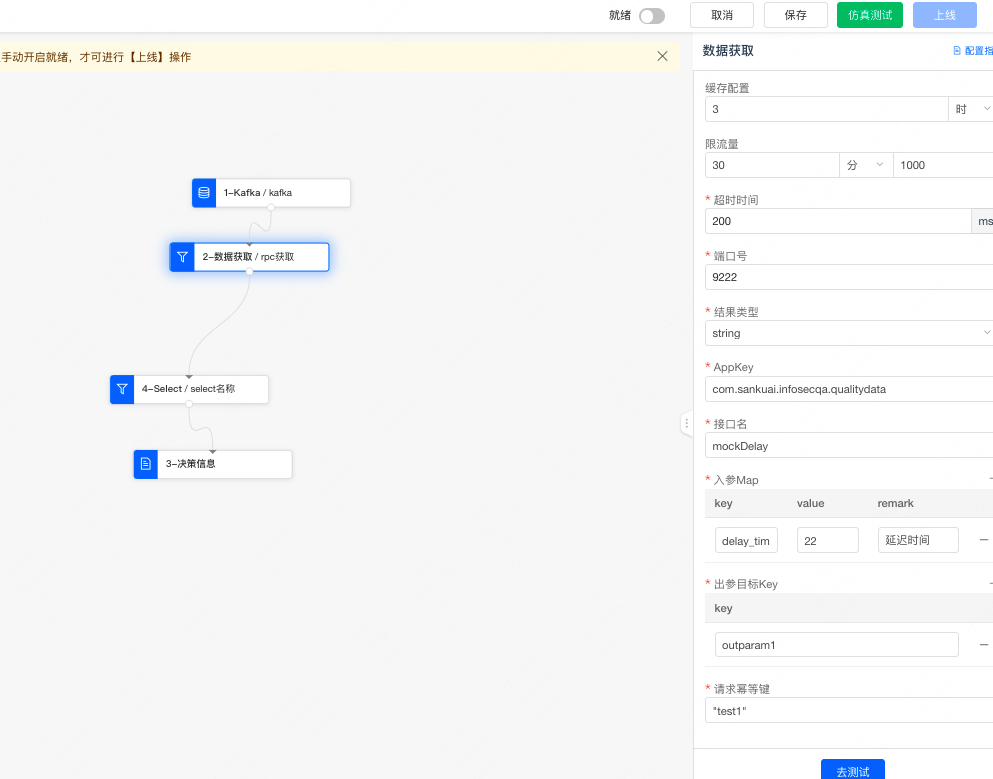 就绪
取消
保存
仿真测试
上线
手动开启就绪，才可进行【上线】操作
1-Kafka / kafka
2-数据获取 / rpc获取
4-Select / select名称
3-决策信息
数据获取
配置指
缓存配置
3
时
限流量
30
分
1000
* 超时时间
200
ms
* 端口号
9222
* 结果类型
string
* AppKey
com.sankuai.infosecqa.qualitydata
* 接口名
mockDelay
* 入参Map
key value remark
delay_tim 22 延迟时间
* 出参目标Key
key
outparam1
* 请求幂等键
"test1"
去测试